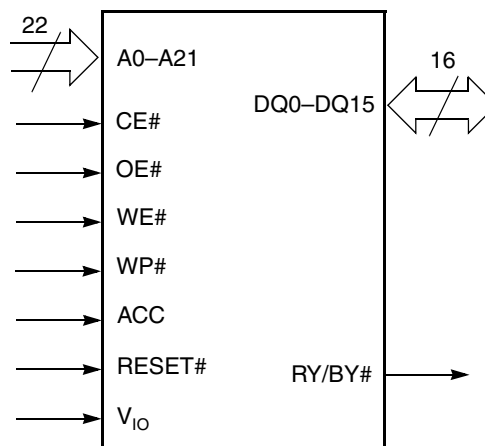 22
A0–A21
16
DQ0–DQ15
CE#
OE#
WE#
WP#
ACC
RESET#
RY/BY#
VIO